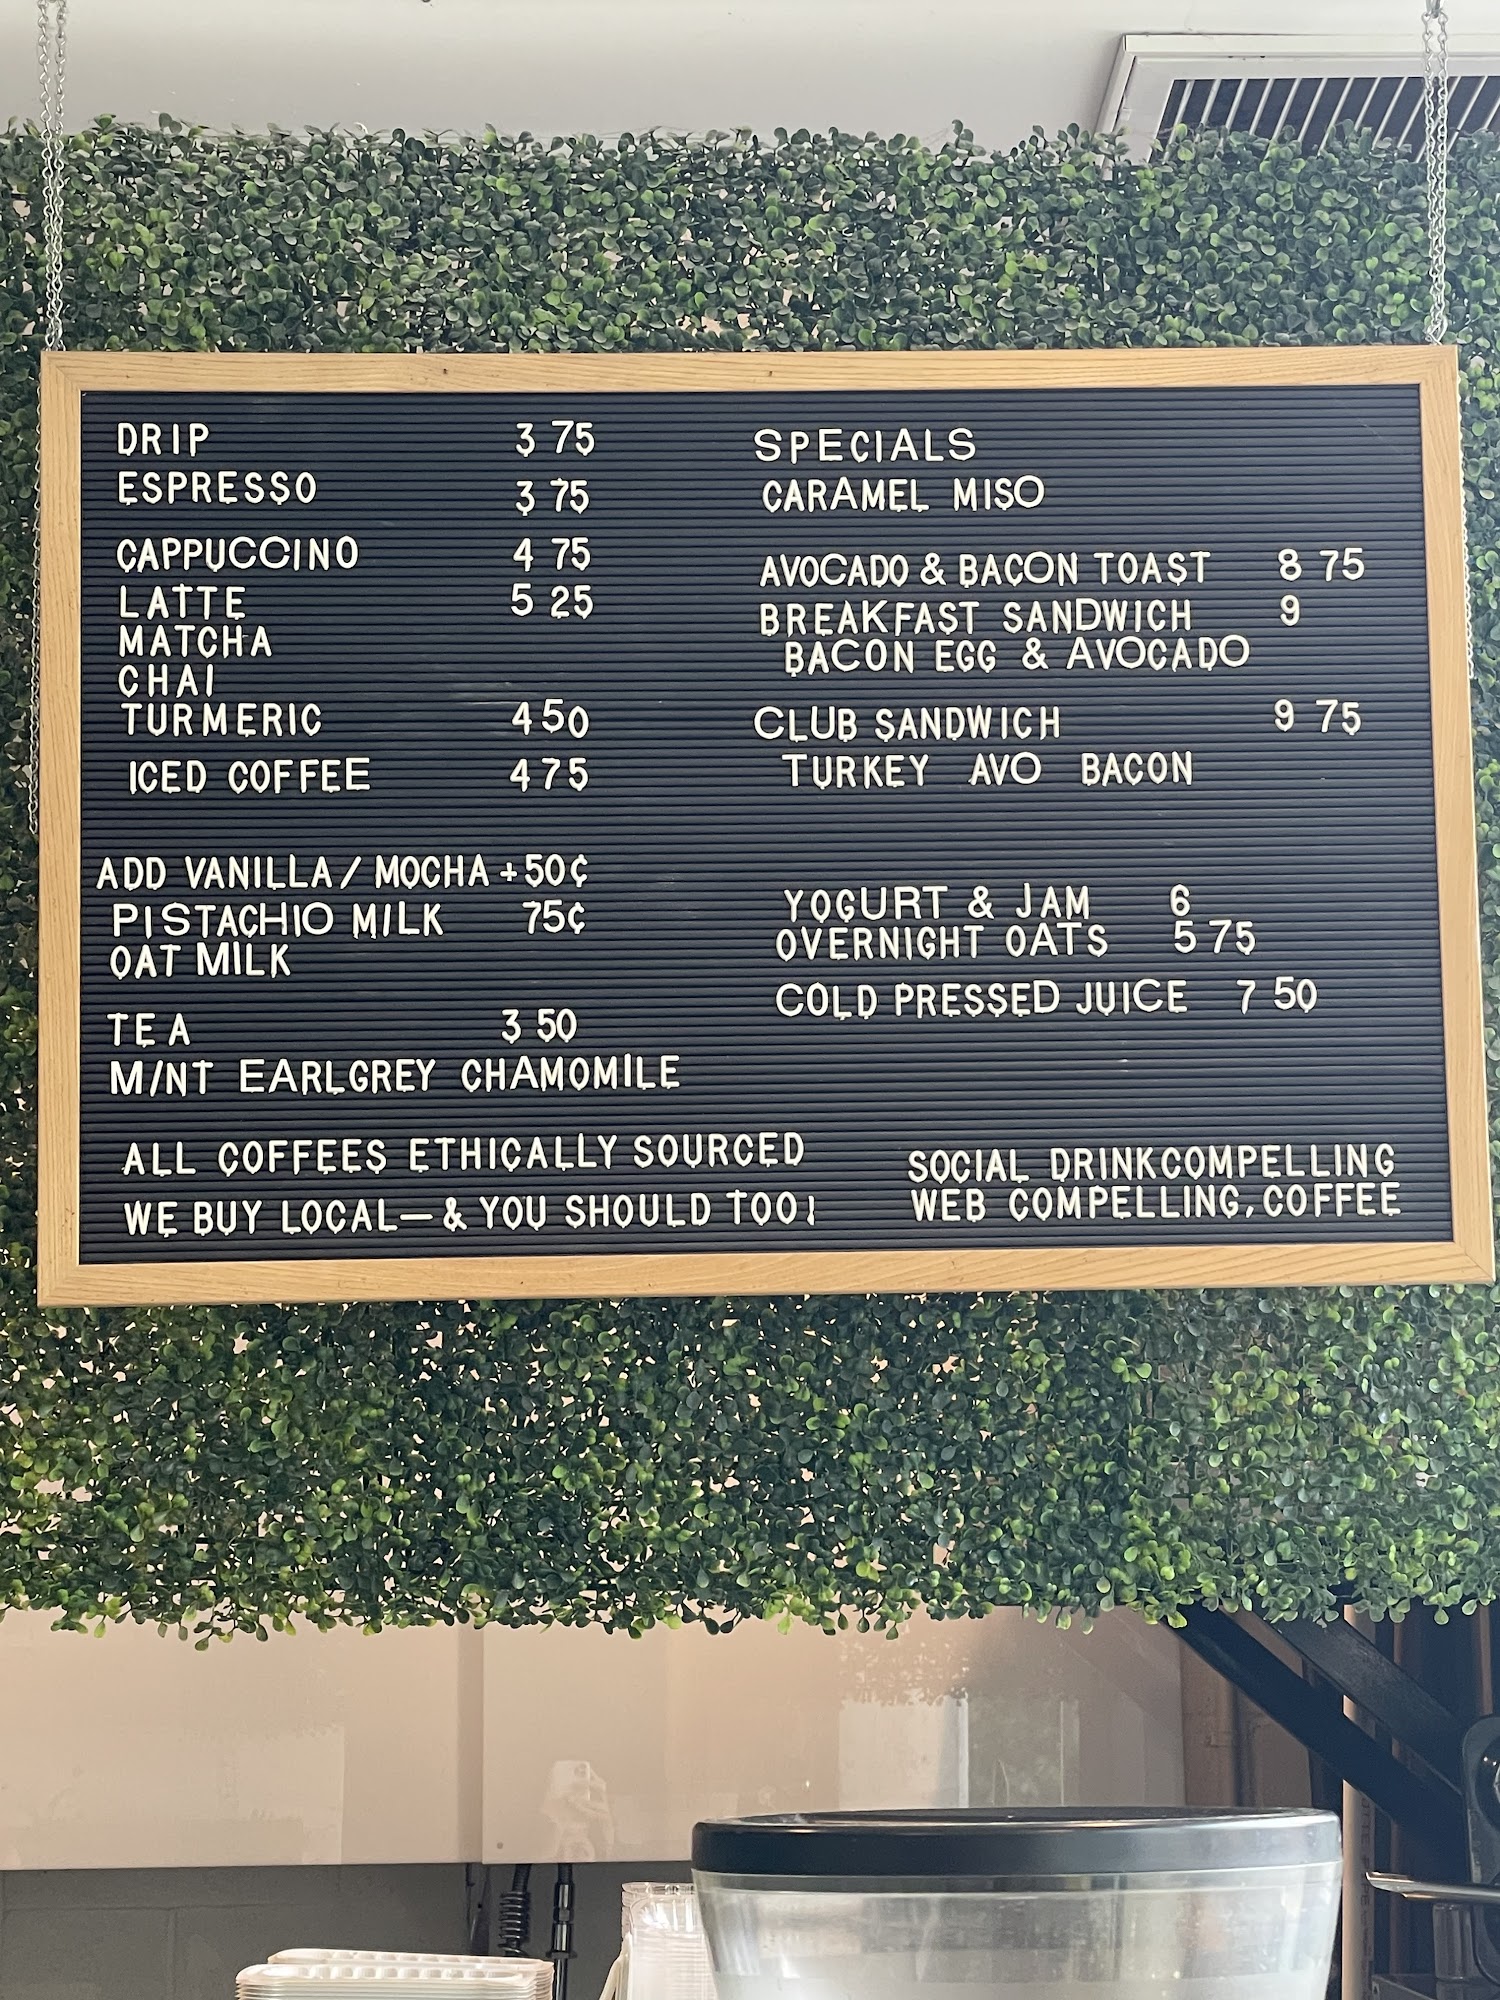 DRIP 3 75
ESPRESSO 3 75
CAPPUCCINO 4 75
LATTE 5 25
MATCHA
CHAI
TURMERIC 4 50
ICED COFFEE 4 75
ADD VANILLA / MOCHA +50¢
PISTACHIO MILK 75¢
OAT MILK
TEA 3 50
M/NT EARLGREY CHAMOMILE
ALL COFFEES ETHICALLY SOURCED
WE BUY LOCAL—& YOU SHOULD TOO!
SPECIALS
CARAMEL MISO
AVOCADO & BACON TOAST 8 75
BREAKFAST SANDWICH 9
BACON EGG & AVOCADO
CLUB SANDWICH 9 75
TURKEY AVO BACON
YOGURT & JAM 6
OVERNIGHT OATS 5 75
COLD PRESSED JUICE 7 50
SOCIAL DRINKCOMPELLING
WEB COMPELLING,COFFEE